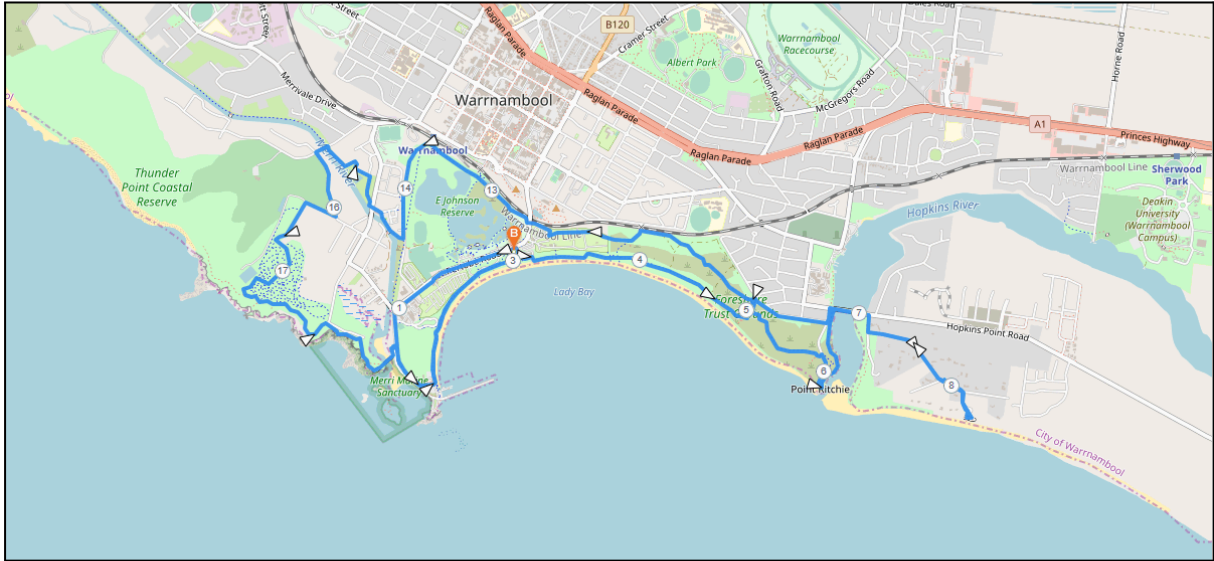 B120
Cramer Street
Raglan Parade
Albert Park
Warrnambool
Racecourse
Grafton Road
McGregors Road
Horne Road
Merrivale Drive
Warrnambool
Raglan Parade
A1
Princes Highway
Raglan Parade
Warrnambool
Warrnambool Line
Sherwood
Park
Thunder
Point Coastal
Reserve
14
13
E Johnson
Reserve
16
Warrnambool Line
Hopkins River
Deakin
University
(Warrnambool
Campus)
B
17
3
4
Lady Bay
1
5
7
Hopkins Point Road
6
8
Point Ritchie
City of Warrnambool